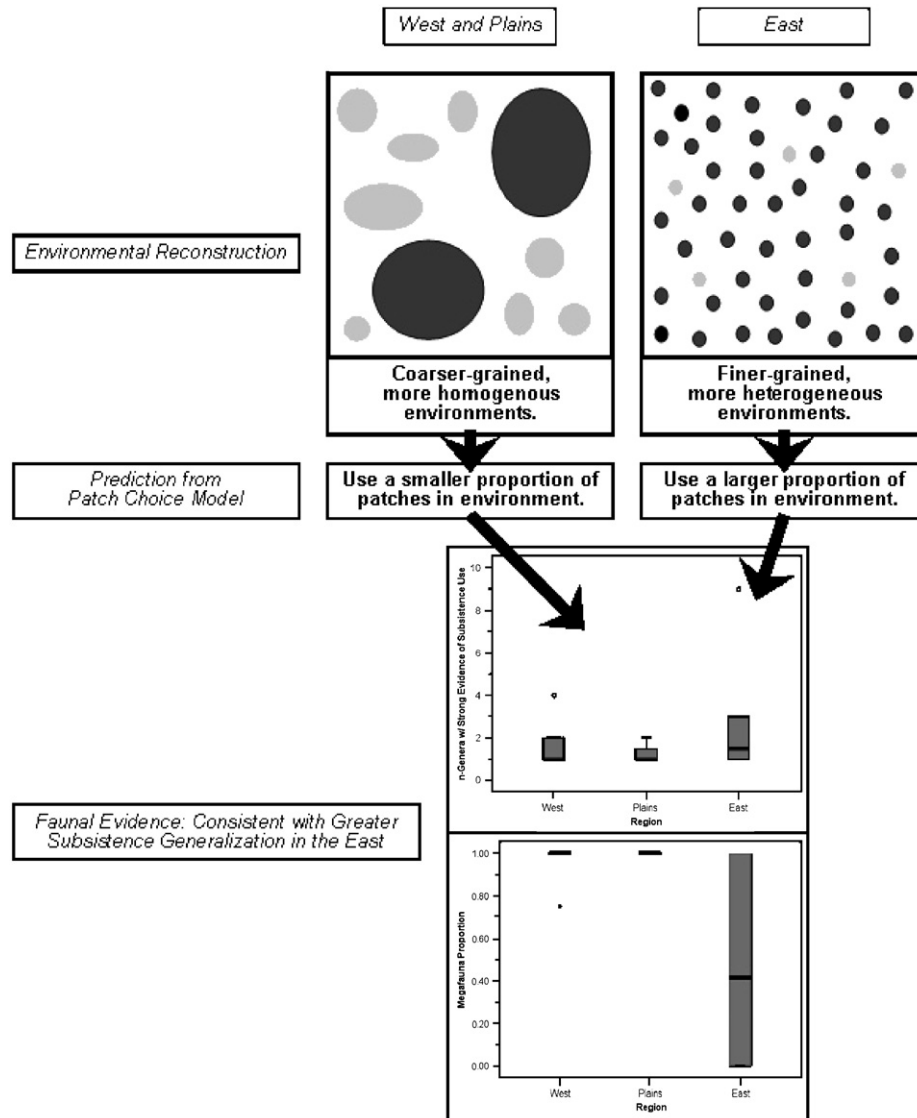 West and Plains
East
Environmental Reconstruction
Coarser-grained,
more homogenous
environments.
Finer-grained,
more heterogeneous
environments.
Prediction from
Patch Choice Model
Use a smaller proportion of
patches in environment.
Use a larger proportion of
patches in environment.
Faunal Evidence: Consistent with Greater
Subsistence Generalization in the East
n-Genera w/ Strong Evidence of Subsistence Use
10
8
6
4
2
0
West Plains East
Region
Megafauna Proportion
1.00
0.80
0.60
0.40
0.20
0.00
West Plains East
Region